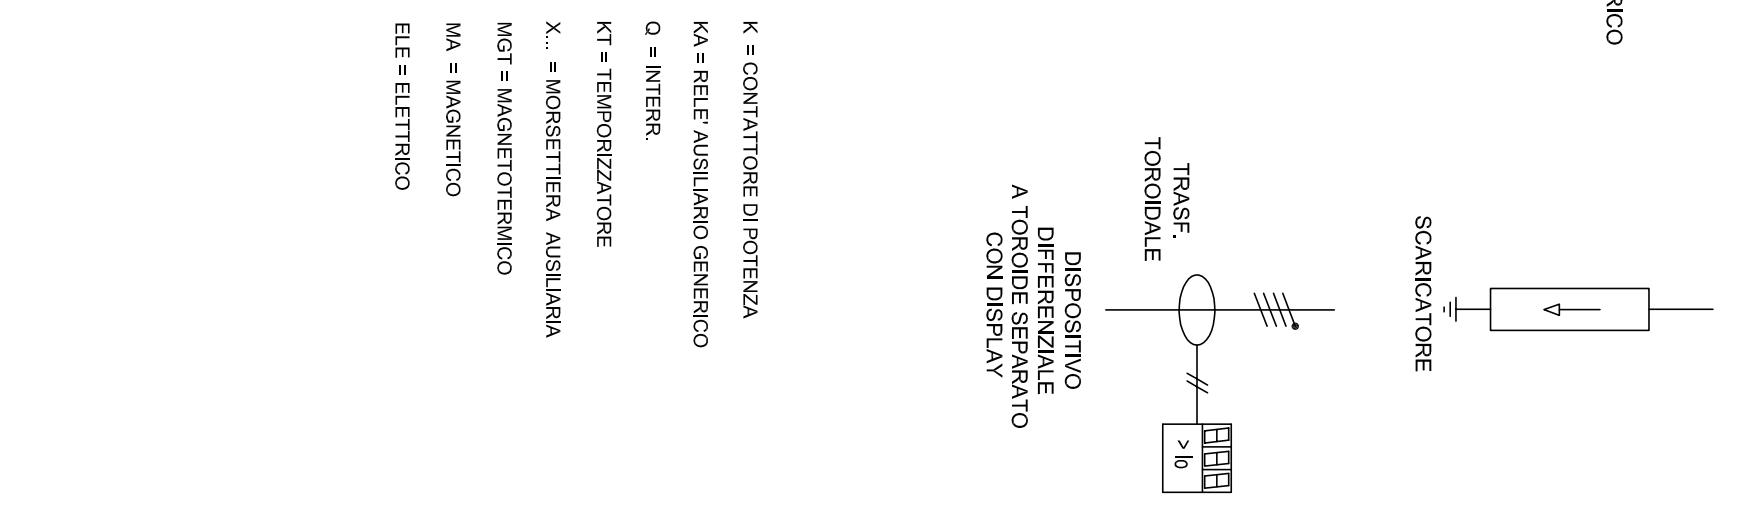 RICO
SCARICATORE
TRASF.
TOROIDALE
> I0
DISPOSITIVO
DIFFERENZIALE
A TOROIDE SEPARATO
CON DISPLAY
K = CONTATTORE DI POTENZA
KA = RELE' AUSILIARIO GENERICO
Q = INTERR.
KT = TEMPORIZZATORE
X... = MORSETTIERA AUSILIARIA
MGT = MAGNETOTERMICO
MA = MAGNETICO
ELE = ELETTRICO